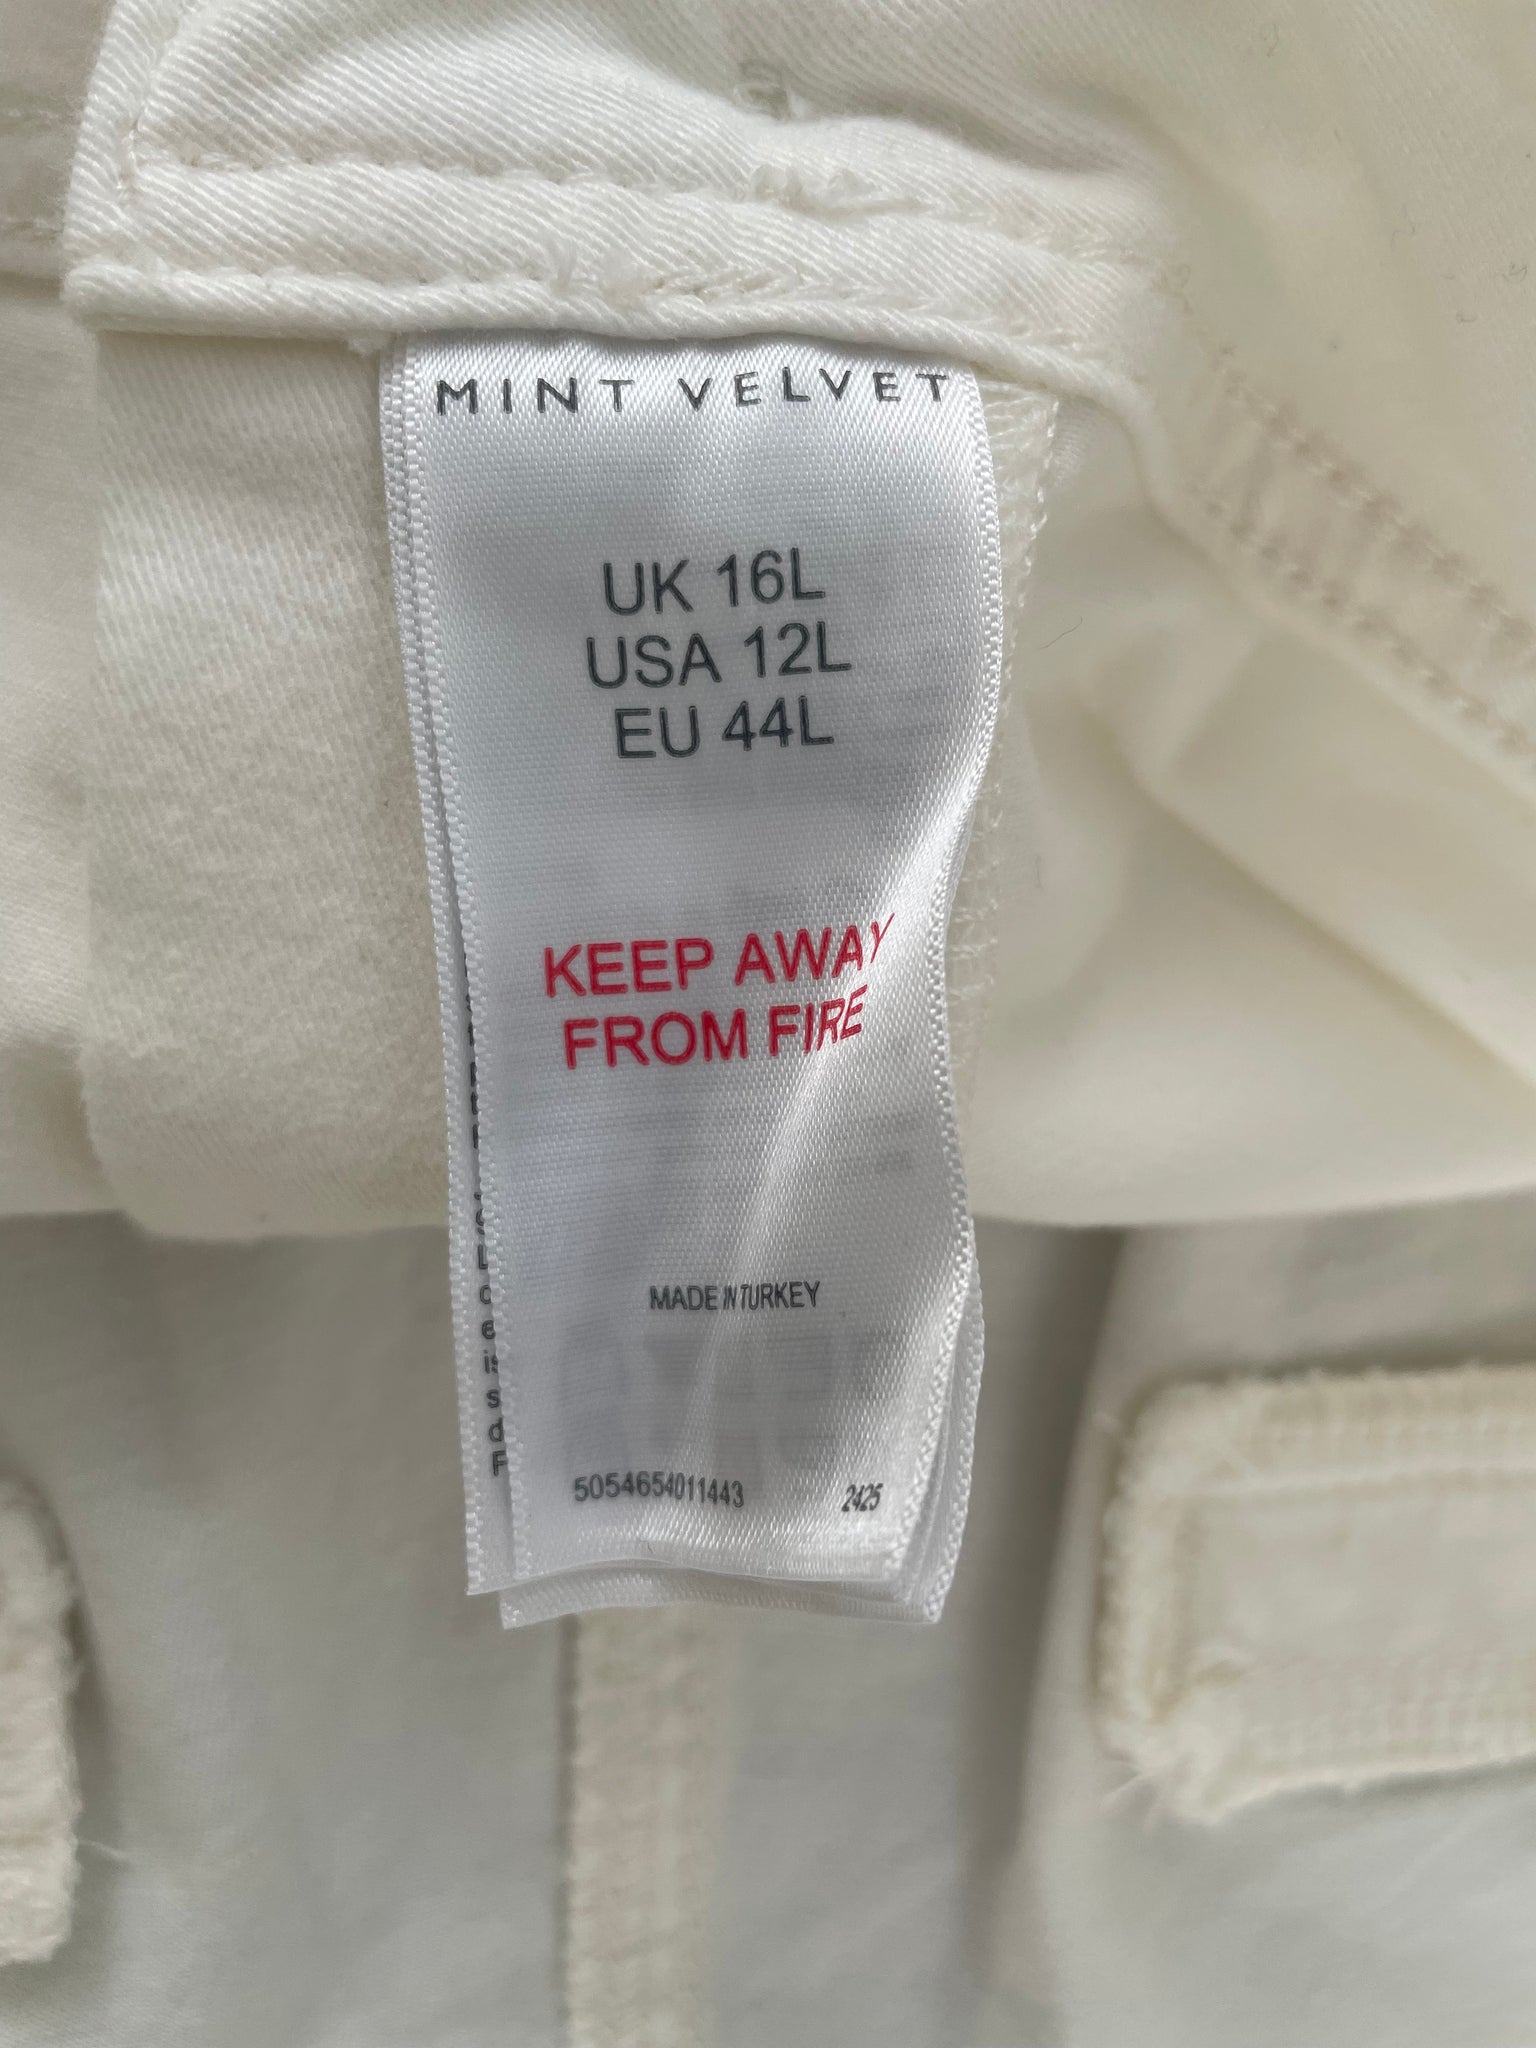 MINT VELVET
UK 16L
USA 12L
EU 44L
KEEP AWAY
FROM FIRE
MADE IN TURKEY
5054654011443 2425